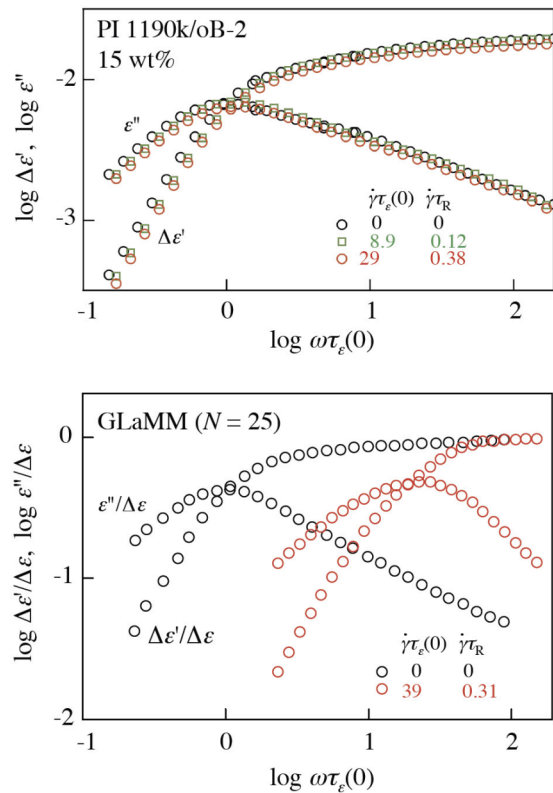 PI 1190k/oB-2
15 wt%
log Δε', log ε''
-2
-3
ε''
Δε'
γ̇τε(0) γ̇τR
0 0
8.9 0.12
29 0.38
-1 0 1 2
log ωτε(0)
GLaMM (N = 25)
log Δε'/Δε, log ε''/Δε
0
-1
-2
ε''/Δε
Δε'/Δε
γ̇τε(0) γ̇τR
0 0
39 0.31
-1 0 1 2
log ωτε(0)